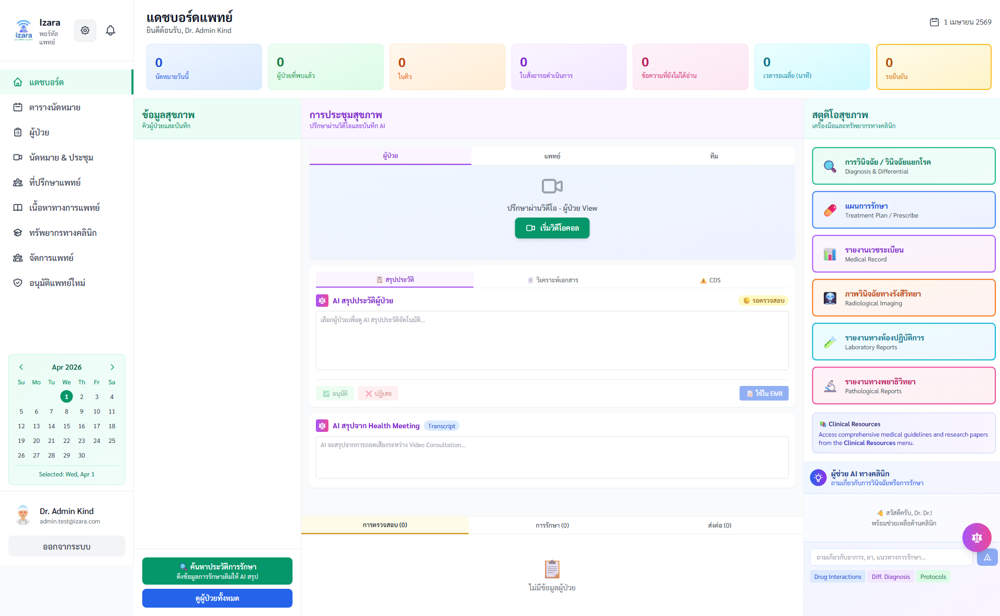 izara
Izara
พอร์ทัล
แพทย์
แดชบอร์ด
ตารางนัดหมาย
ผู้ป่วย
นัดหมาย & ประชุม
ที่ปรึกษาแพทย์
เนื้อหาทางการแพทย์
ทรัพยากรทางคลินิก
จัดการแพทย์
อนุมัติแพทย์ใหม่
Apr 2026
Su Mo Tu We Th Fr Sa
1 2 3 4
5 6 7 8 9 10 11
12 13 14 15 16 17 18
19 20 21 22 23 24 25
26 27 28 29 30
Selected: Wed, Apr 1
Dr. Admin Kind
admin.test@izara.com
ออกจากระบบ
แดชบอร์ดแพทย์
ยินดีต้อนรับ, Dr. Admin Kind
1 เมษายน 2569
0
นัดหมายวันนี้
0
ผู้ป่วยที่พบแล้ว
0
ในคิว
0
ใบสั่งยารอดำเนินการ
0
ข้อความที่ยังไม่ได้อ่าน
0
เวลารอเฉลี่ย (นาที)
0
รอยืนยัน
ข้อมูลสุขภาพ
คิวผู้ป่วยและบันทึก
ค้นหาประวัติการรักษา
ดึงข้อมูลการรักษาเดิมให้ AI สรุป
ดูผู้ป่วยทั้งหมด
การประชุมสุขภาพ
ปรึกษาผ่านวิดีโอและบันทึก AI
ผู้ป่วย แพทย์ ทีม
ปรึกษาผ่านวิดีโอ - ผู้ป่วย View
เริ่มวิดีโอคอล
สรุปประวัติ วิเคราะห์เอกสาร CDS
AI สรุปประวัติผู้ป่วย รอตรวจสอบ
เลือกผู้ป่วยเพื่อดู AI สรุปประวัติอัตโนมัติ...
อนุมัติ ปฏิเสธ ใช้ใน EMR
AI สรุปจาก Health Meeting Transcript
AI จะสรุปจากการถอดเสียงระหว่าง Video Consultation...
การตรวจสอบ (0) การรักษา (0) ส่งต่อ (0)
ไม่มีข้อมูลผู้ป่วย
สตูดิโอสุขภาพ
เครื่องมือและทรัพยากรทางคลินิก
การวินิจฉัย / วินิจฉัยแยกโรค
Diagnosis & Differential
แผนการรักษา
Treatment Plan / Prescribe
รายงานเวชระเบียน
Medical Record
ภาพวินิจฉัยทางรังสีวิทยา
Radiological Imaging
รายงานทางห้องปฏิบัติการ
Laboratory Reports
รายงานทางพยาธิวิทยา
Pathological Reports
Clinical Resources
Access comprehensive medical guidelines and research papers
from the Clinical Resources menu.
ผู้ช่วย AI ทางคลินิก
ถามเกี่ยวกับการวินิจฉัยหรือการรักษา
สวัสดีครับ, Dr. Dr.!
พร้อมช่วยเหลือด้านคลินิก
ถามเกี่ยวกับอาการ, ยา, แนวทางการรักษา...
Drug Interactions Diff. Diagnosis Protocols